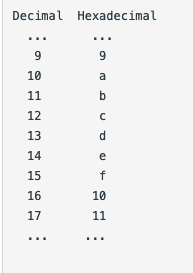 Decimal  Hexadecimal
  ...      ...
   9        9
  10        a
  11        b
  12        c
  13        d
  14        e
  15        f
  16       10
  17       11
  ...     ...